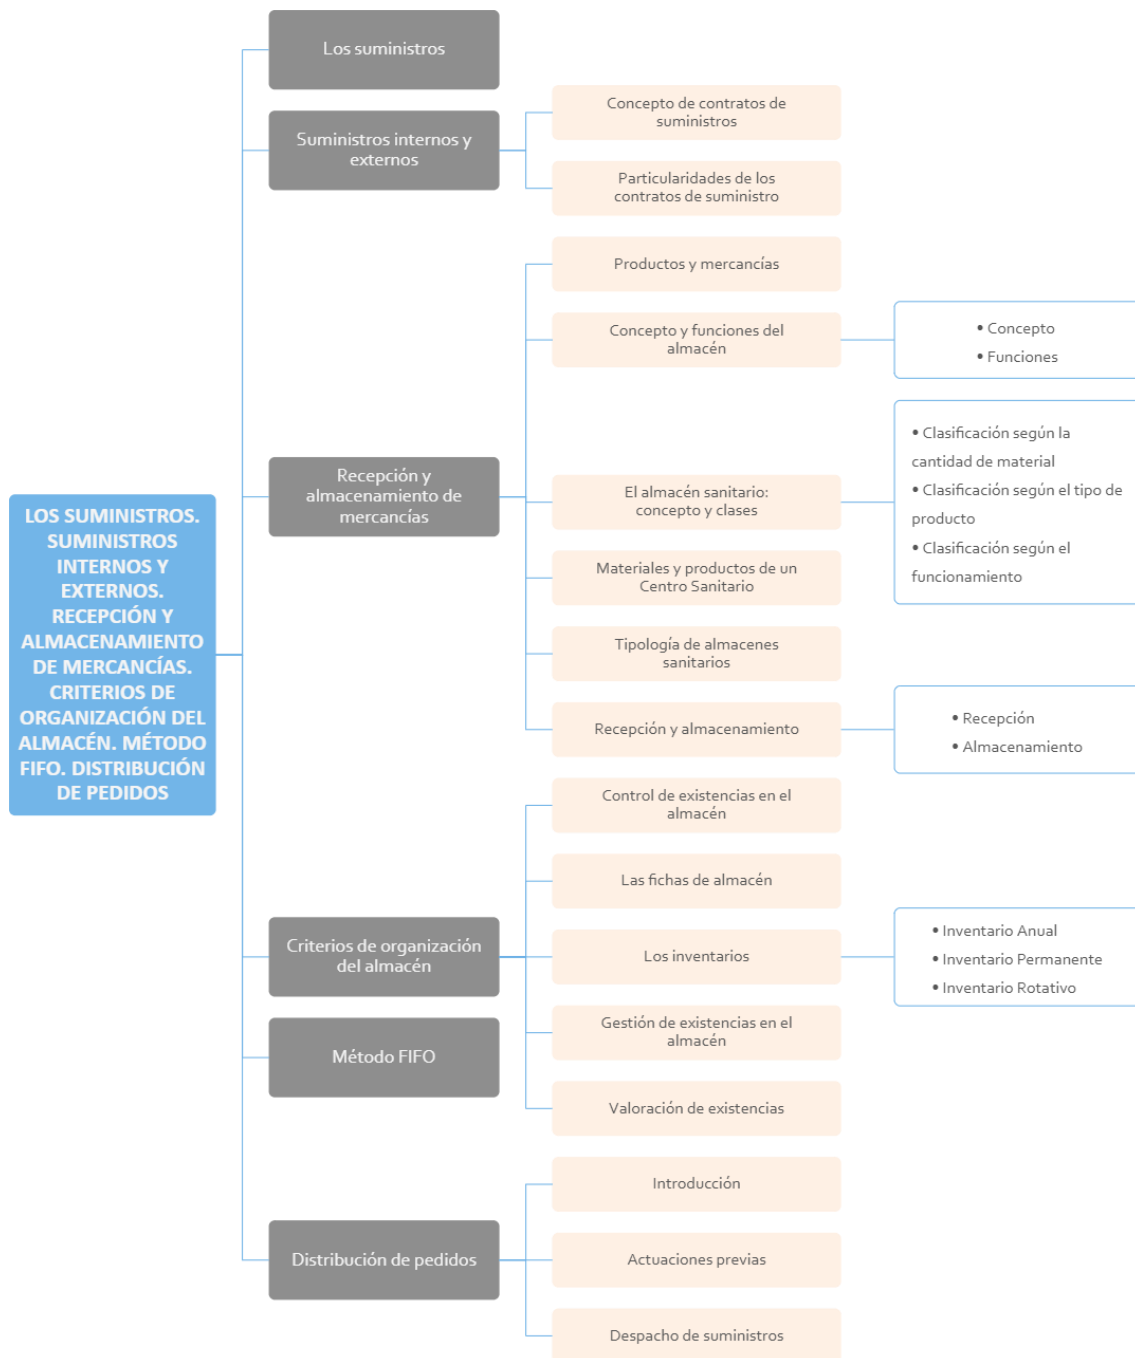 LOS SUMINISTROS.
SUMINISTROS
INTERNOS Y
EXTERNOS.
RECEPCIÓN Y
ALMACENAMIENTO
DE MERCANCÍAS.
CRITERIOS DE
ORGANIZACIÓN DEL
ALMACÉN. MÉTODO
FIFO. DISTRIBUCIÓN
DE PEDIDOS
Los suministros
Suministros internos y
externos
Concepto de contratos de
suministros
Particularidades de los
contratos de suministro
Recepción y
almacenamiento de
mercancías
Productos y mercancías
Concepto y funciones del
almacén
• Concepto
• Funciones
El almacén sanitario:
concepto y clases
• Clasificación según la
cantidad de material
• Clasificación según el tipo de
producto
• Clasificación según el
funcionamiento
Materiales y productos de un
Centro Sanitario
Tipología de almacenes
sanitarios
Recepción y almacenamiento
• Recepción
• Almacenamiento
Criterios de organización
del almacén
Control de existencias en el
almacén
Las fichas de almacén
Los inventarios
• Inventario Anual
• Inventario Permanente
• Inventario Rotativo
Gestión de existencias en el
almacén
Valoración de existencias
Método FIFO
Distribución de pedidos
Introducción
Actuaciones previas
Despacho de suministros